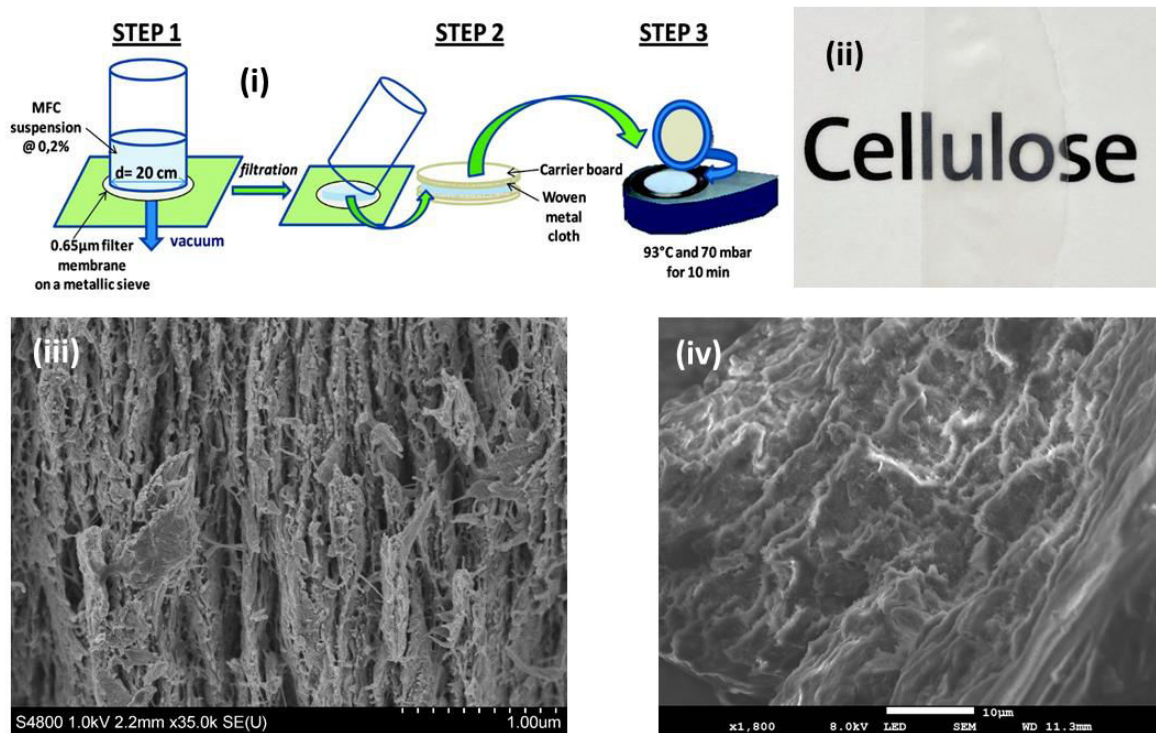 STEP 1
STEP 2
STEP 3
(i)
MFC
suspension
@ 0,2%
d= 20 cm
filtration
Carrier board
Woven
metal
cloth
0.65µm filter
membrane
on a metallic sieve
vacuum
93°C and 70 mbar
for 10 min
(ii)
Cellulose
(iii)
S4800 1.0kV 2.2mm x35.0k SE(U) 1.00um
(iv)
10µm
x1,800 8.0kV LED SEM WD 11.3mm